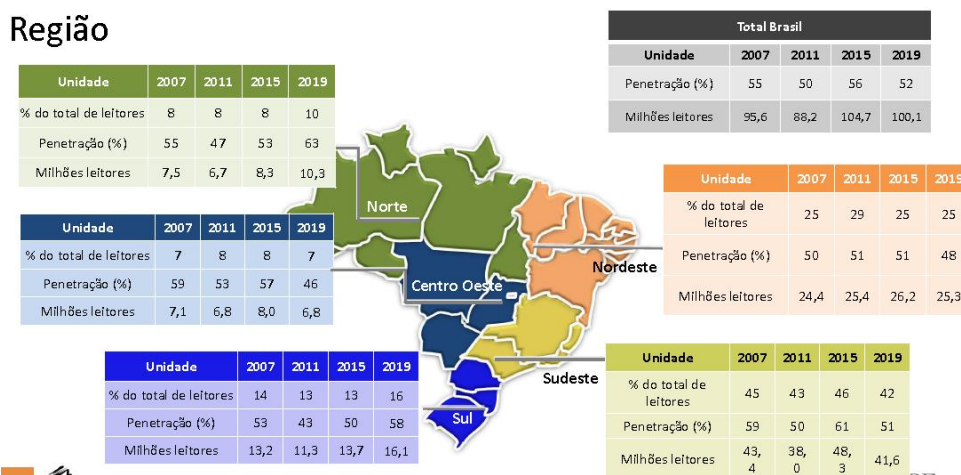 Região
Total Brasil
Unidade 2007 2011 2015 2019
Penetração (%) 55 50 56 52
Milhões leitores 95,6 88,2 104,7 100,1
Unidade 2007 2011 2015 2019
% do total de leitores 8 8 8 10
Penetração (%) 55 47 53 63
Milhões leitores 7,5 6,7 8,3 10,3
Norte
Unidade 2007 2011 2015 2019
% do total de
leitores 25 29 25 25
Penetração (%) 50 51 51 48
Milhões leitores 24,4 25,4 26,2 25,3
Nordeste
Unidade 2007 2011 2015 2019
% do total de leitores 7 8 8 7
Penetração (%) 59 53 57 46
Milhões leitores 7,1 6,8 8,0 6,8
Centro Oeste
Unidade 2007 2011 2015 2019
% do total de leitores 14 13 13 16
Penetração (%) 53 43 50 58
Milhões leitores 13,2 11,3 13,7 16,1
Sul
Sudeste
Unidade 2007 2011 2015 2019
% do total de
leitores 45 43 46 42
Penetração (%) 59 50 61 51
Milhões leitores 43,4 38,0 48,3 41,6